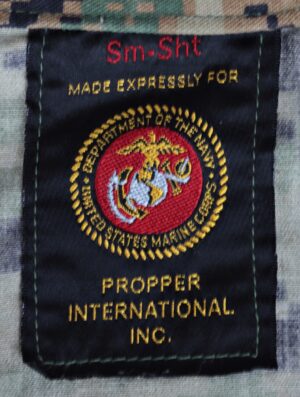 Sm-Sht
MADE EXPRESSLY FOR
DEPARTMENT OF THE NAVY
UNITED STATES MARINE CORPS
PROPPER
INTERNATIONAL
INC.